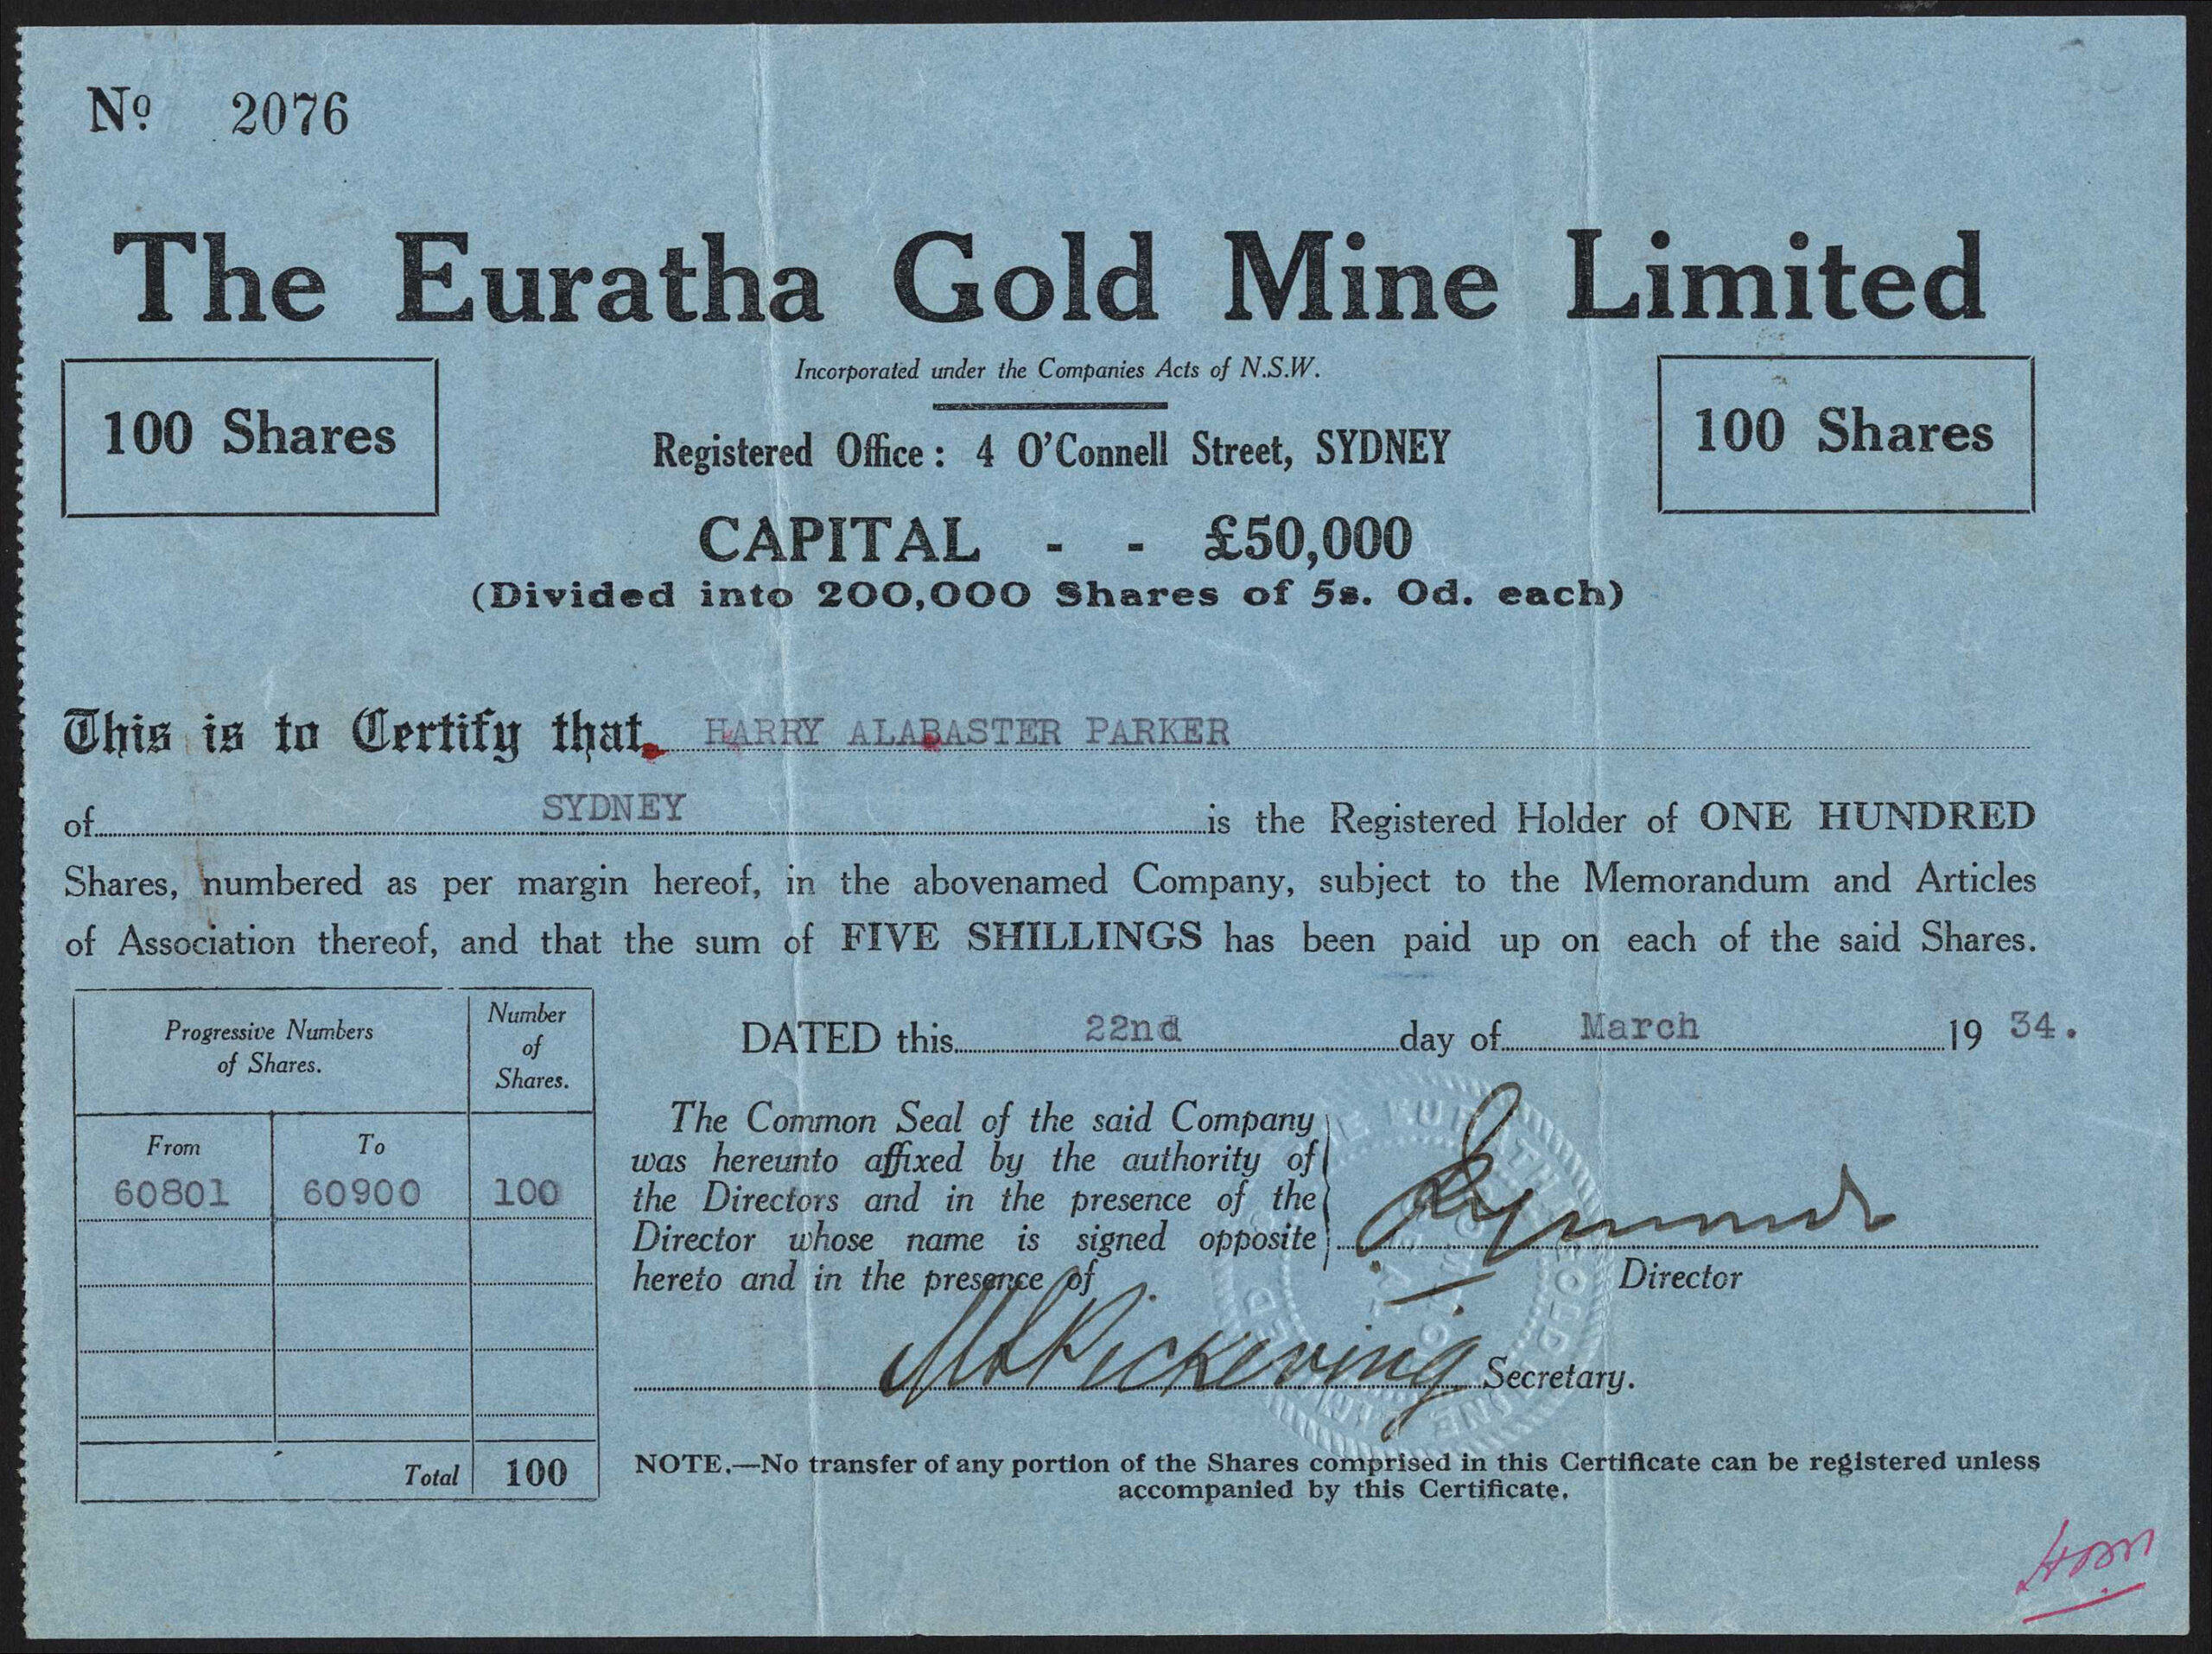 Nº 2076
The Euratha Gold Mine Limited
Incorporated under the Companies Acts of N.S.W.
100 Shares
100 Shares
Registered Office: 4 O'Connell Street, SYDNEY
CAPITAL - - £50,000
(Divided into 200,000 Shares of 5s. 0d. each)
This is to Certify that HARRY ALABASTER PARKER
of SYDNEY is the Registered Holder of ONE HUNDRED
Shares, numbered as per margin hereof, in the abovenamed Company, subject to the Memorandum and Articles
of Association thereof, and that the sum of FIVE SHILLINGS has been paid up on each of the said Shares.
Progressive Numbers
of Shares.
Number
of
Shares.
From To
60801 60900 100
Total 100
DATED this 22nd day of March 19 34.
The Common Seal of the said Company
was hereunto affixed by the authority of
the Directors and in the presence of the
Director whose name is signed opposite
hereto and in the presence of
Director
Pickering Secretary.
NOTE.—No transfer of any portion of the Shares comprised in this Certificate can be registered unless
accompanied by this Certificate.